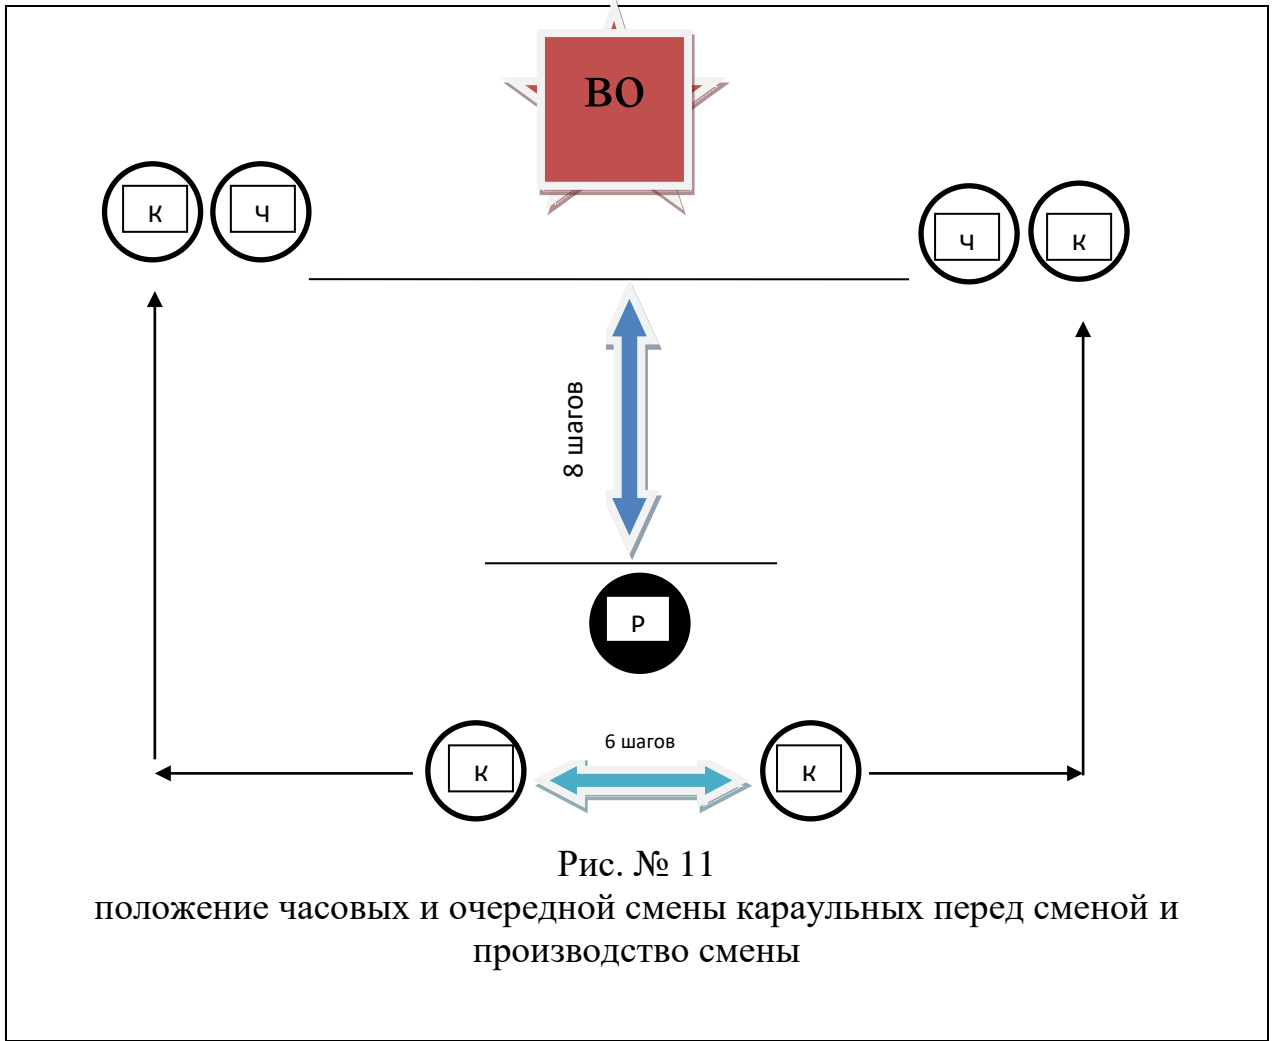 ВО
К Ч
Ч К
8 шагов
Р
6 шагов
К К
Рис. № 11
положение часовых и очередной смены караульных перед сменой и
производство смены